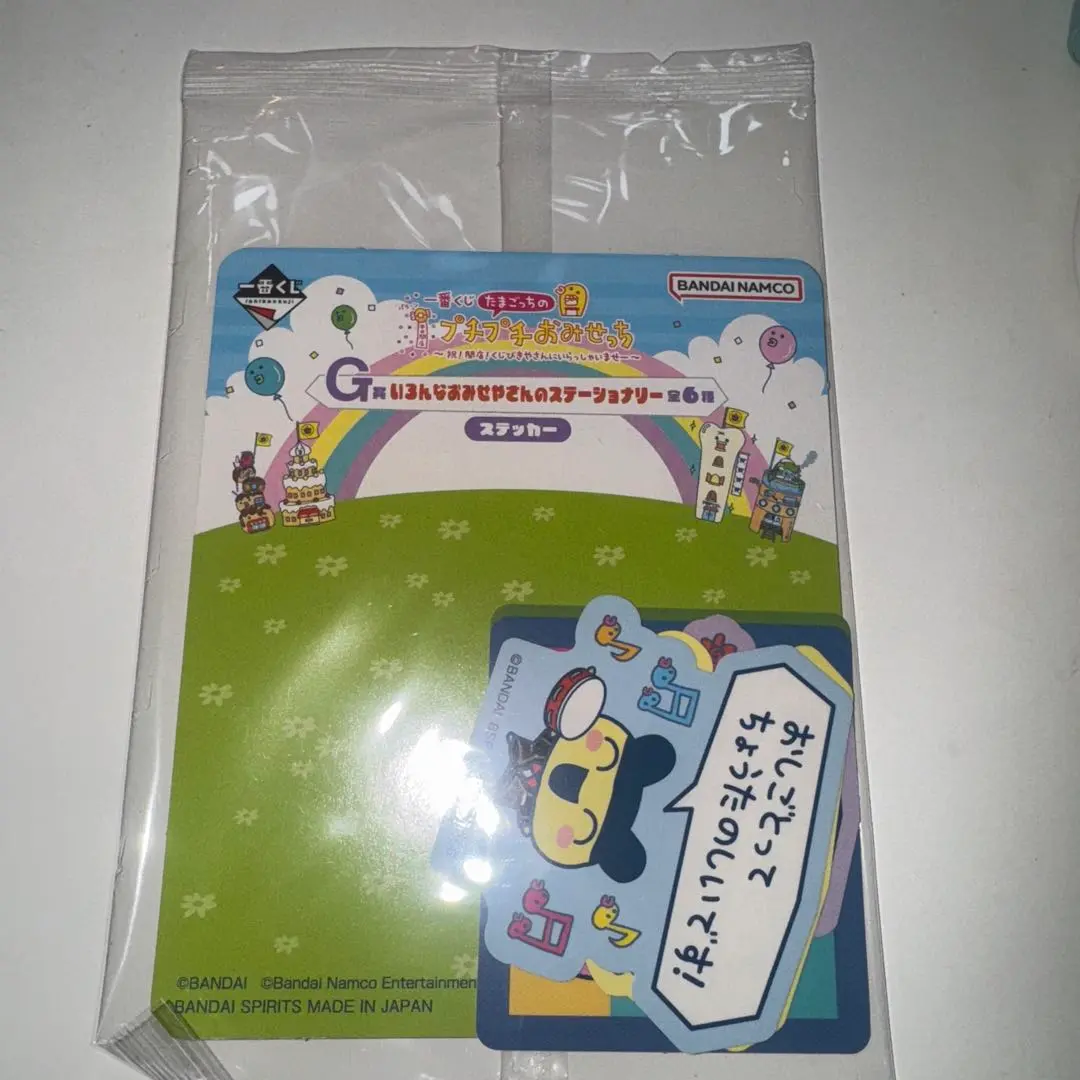 一番くじ
ICHIBANKUJI
BANDAI NAMCO
一番くじ たまごっちの
プチプチおみせっち
～祝！開店！くじびきやさんにいらっしゃいませー～
G賞 いろんなおみせやさんのステーショナリー 全6種
ステッカー
©BANDAI
おしごとって
ちょうたのしいです!
©BANDAI ©Bandai Namco Entertainmen
BANDAI SPIRITS MADE IN JAPAN